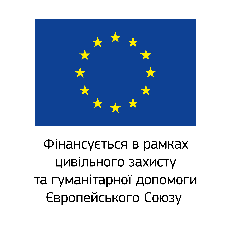 Фінансується в рамках
цивільного захисту
та гуманітарної допомоги
Європейського Союзу